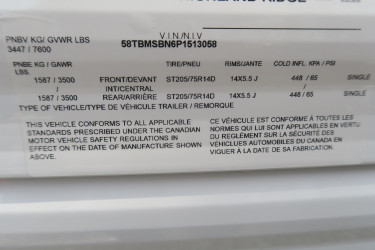 PNBV KG/ GVWR LBS V.I.N/N.I.V
3447 / 7600 58TBMSBN6P1513058
PNBE KG / GAWR LBS TIRE/PNEU RIMS/JANTE COLD INFL. KPA / PSI
1587 / 3500 FRONT/DEVANT ST205/75R14D 14X5.5 J 448 / 65 SINGLE
/ INT/CENTRAL
1587 / 3500 REAR/ARRIÈRE ST205/75R14D 14X5.5 J 448 / 65 SINGLE
TYPE OF VEHICLE/TYPE DE VÉHICULE TRAILER / REMORQUE
THIS VEHICLE CONFORMS TO ALL APPLICABLE
STANDARDS PRESCRIBED UNDER THE CANADIAN
MOTOR VEHICLE SAFETY REGULATIONS IN
EFFECT ON THE DATE OF MANUFACTURE SHOWN
ABOVE.
CE VÉHICULE EST CONFORME À TOUTES LES
NORMES QUI LUI SONT APPLICABLES EN VERTU
DU RÈGLEMENT SUR LA SÉCURITÉ DES
VÉHICLUES AUTOMOBILES DU CANADA EN
VIGUER À LA DATE DE SA FABRICATION.